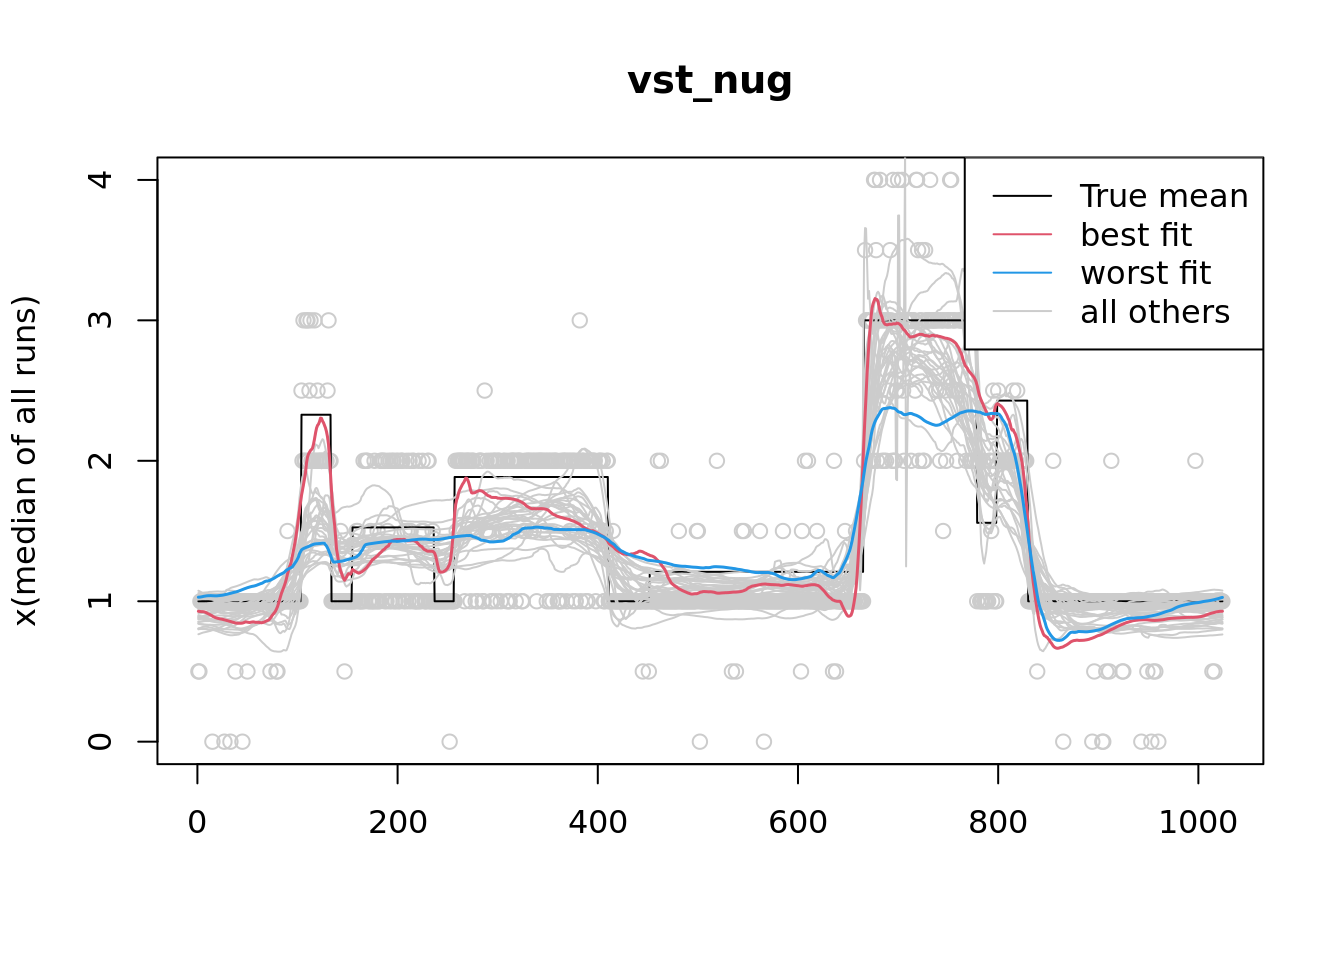 vst_nug
x(median of all runs)
4
3
2
1
0
True mean
best fit
worst fit
all others
0 200 400 600 800 1000